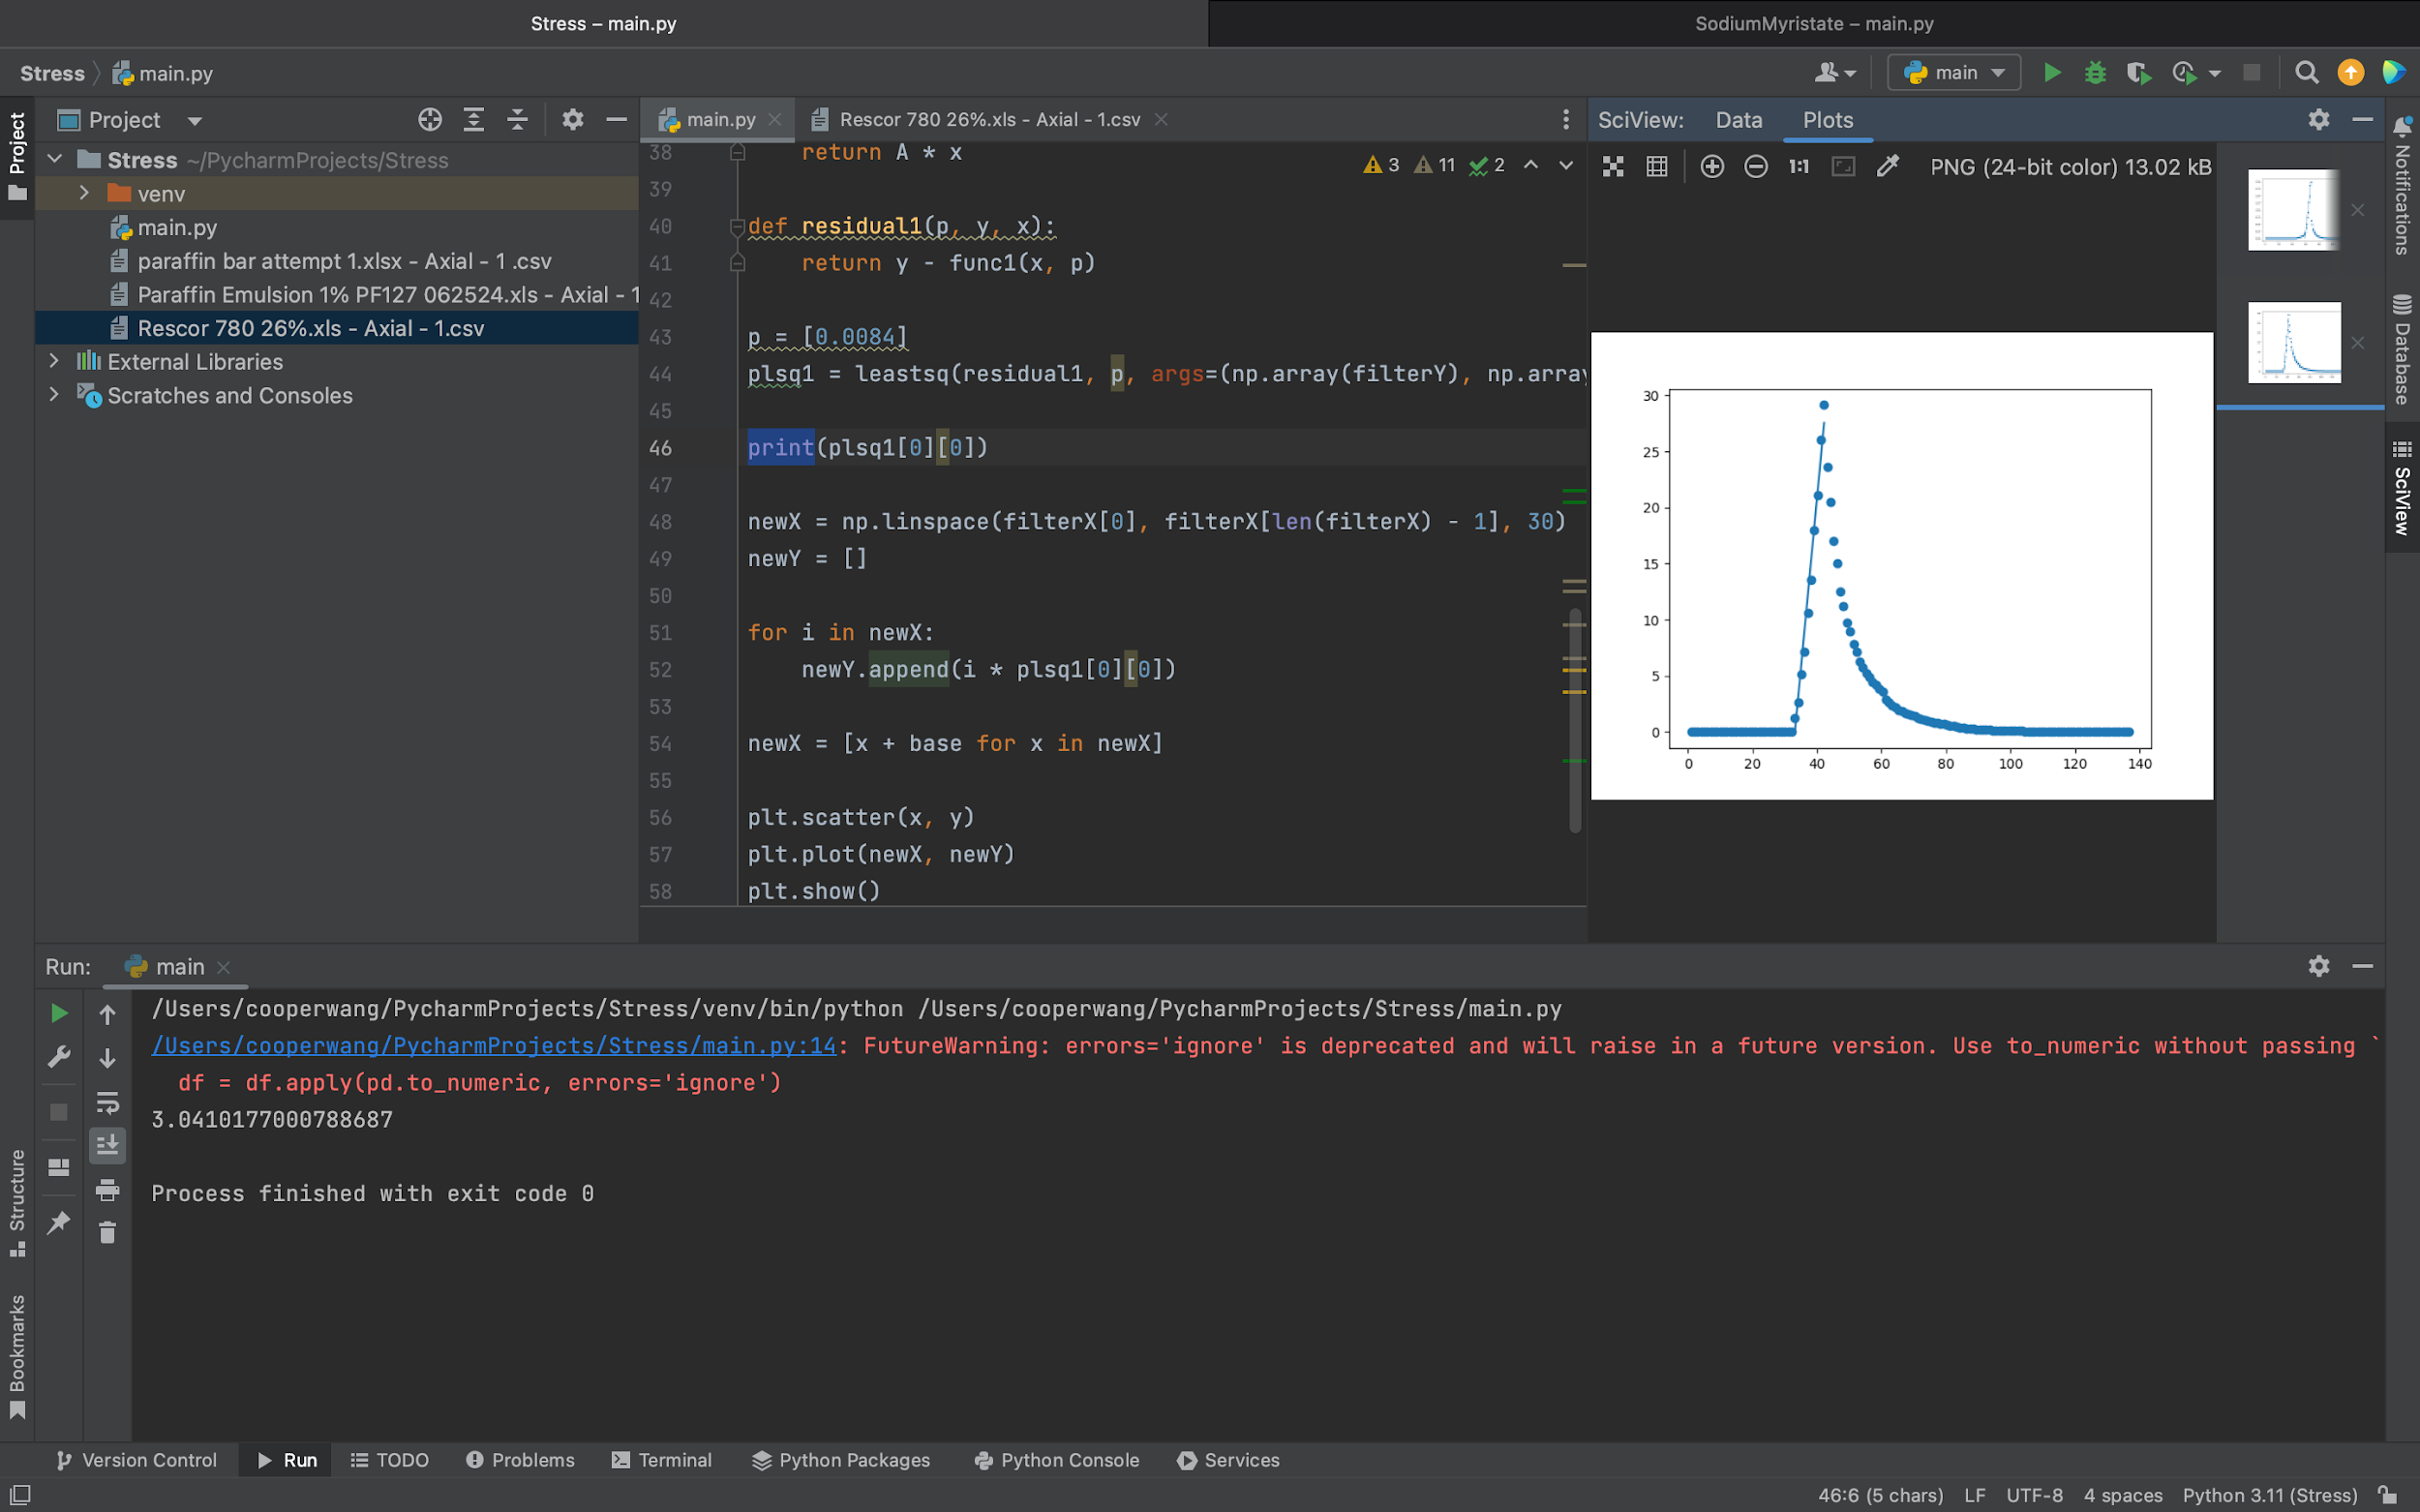 Stress – main.py
SodiumMyristate – main.py
Stress
main.py
main
Project
Project
main.py
Rescor 780 26%.xls - Axial - 1.csv
SciView:
Data
Plots
Notifications
Database
SciView
Stress ~/PycharmProjects/Stress
venv
main.py
paraffin bar attempt 1.xlsx - Axial - 1 .csv
Paraffin Emulsion 1% PF127 062524.xls - Axial - 1
Rescor 780 26%.xls - Axial - 1.csv
External Libraries
Scratches and Consoles
3 11 2
38 return A * x
39
40 def residual1(p, y, x):
41 return y - func1(x, p)
42
43 p = [0.0084]
44 plsq1 = leastsq(residual1, p, args=(np.array(filterY), np.array
45
46 print(plsq1[0][0])
47
48 newX = np.linspace(filterX[0], filterX[len(filterX) - 1], 30)
49 newY = []
50
51 for i in newX:
52 newY.append(i * plsq1[0][0])
53
54 newX = [x + base for x in newX]
55
56 plt.scatter(x, y)
57 plt.plot(newX, newY)
58 plt.show()
1:1
PNG (24-bit color) 13.02 kB
30
25
20
15
10
5
0
0 20 40 60 80 100 120 140
Run:
main
/Users/cooperwang/PycharmProjects/Stress/venv/bin/python /Users/cooperwang/PycharmProjects/Stress/main.py
/Users/cooperwang/PycharmProjects/Stress/main.py:14: FutureWarning: errors='ignore' is deprecated and will raise in a future version. Use to_numeric without passing `
df = df.apply(pd.to_numeric, errors='ignore')
3.0410177000788687
Process finished with exit code 0
Structure
Bookmarks
Version Control
Run
TODO
Problems
Terminal
Python Packages
Python Console
Services
46:6 (5 chars) LF UTF-8 4 spaces Python 3.11 (Stress)